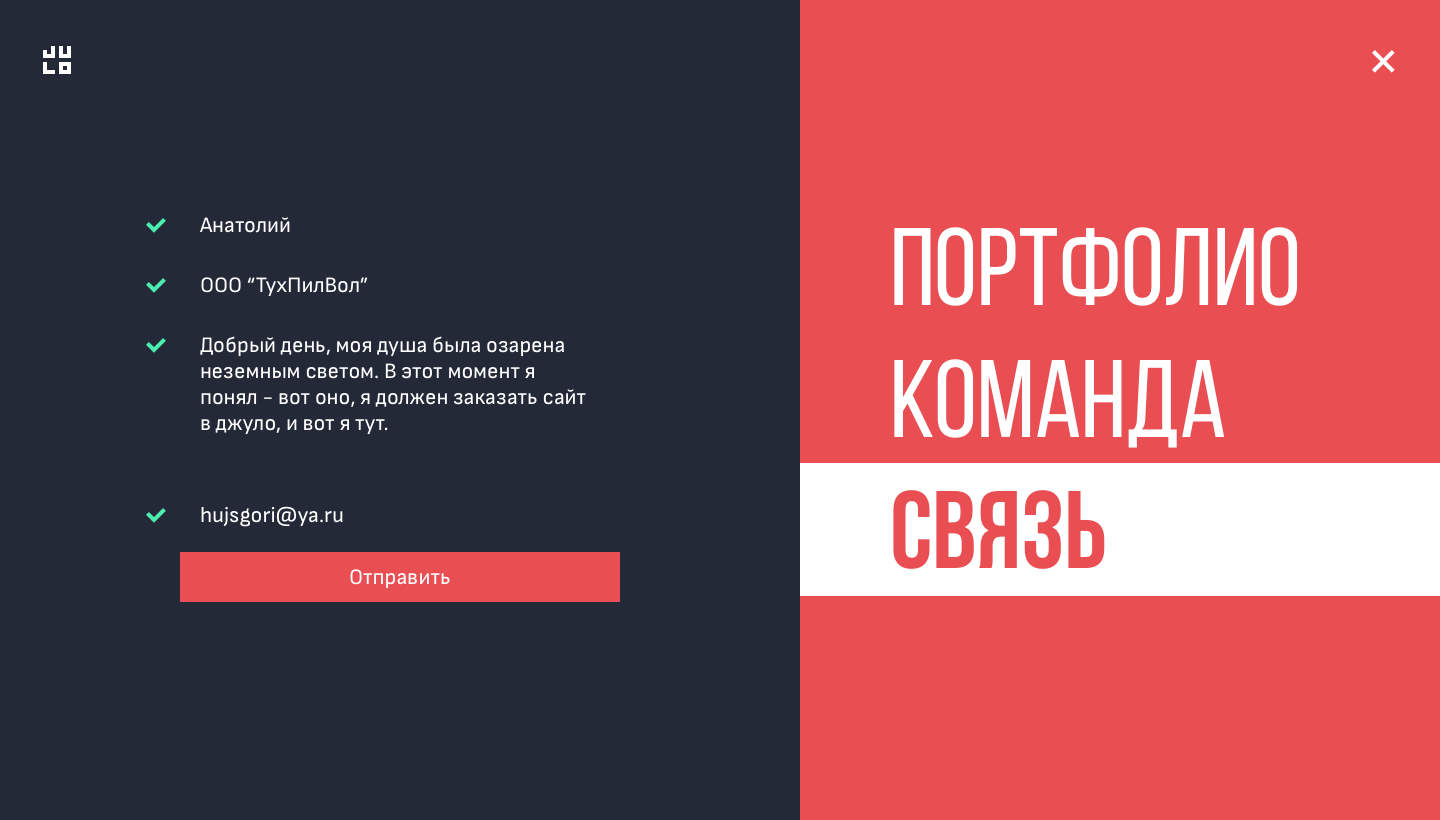 JULO
Анатолий
ООО “ТухПилВол”
Добрый день, моя душа была озарена
неземным светом. В этот момент я
понял - вот оно, я должен заказать сайт
в джуло, и вот я тут.
hujsgori@ya.ru
Отправить
ПОРТФОЛИО
КОМАНДА
СВЯЗЬ